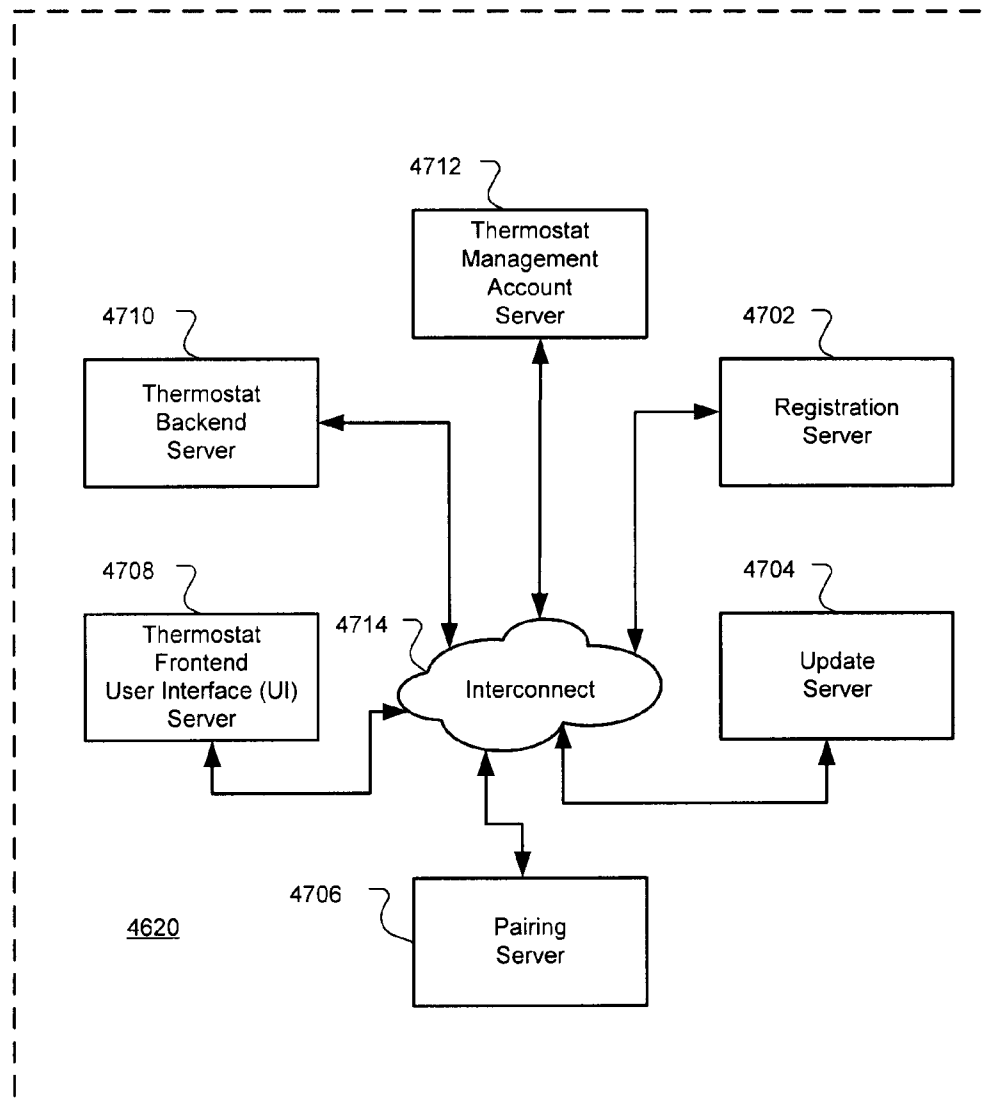 4712
Thermostat
Management
Account
Server
4710
Thermostat
Backend
Server
4702
Registration
Server
4708
Thermostat
Frontend
User Interface (UI)
Server
4714
Interconnect
4704
Update
Server
4706
Pairing
Server
4620